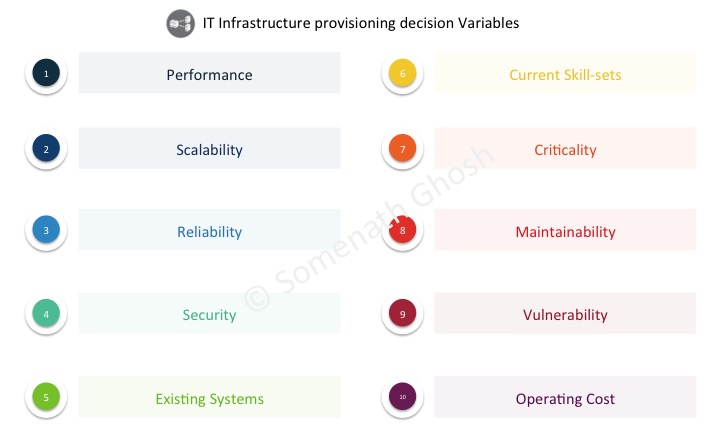 IT Infrastructure provisioning decision Variables
1 Performance
2 Scalability
3 Reliability
4 Security
5 Existing Systems
6 Current Skill-sets
7 Criticality
8 Maintainability
9 Vulnerability
10 Operating Cost
© Somenath Ghosh